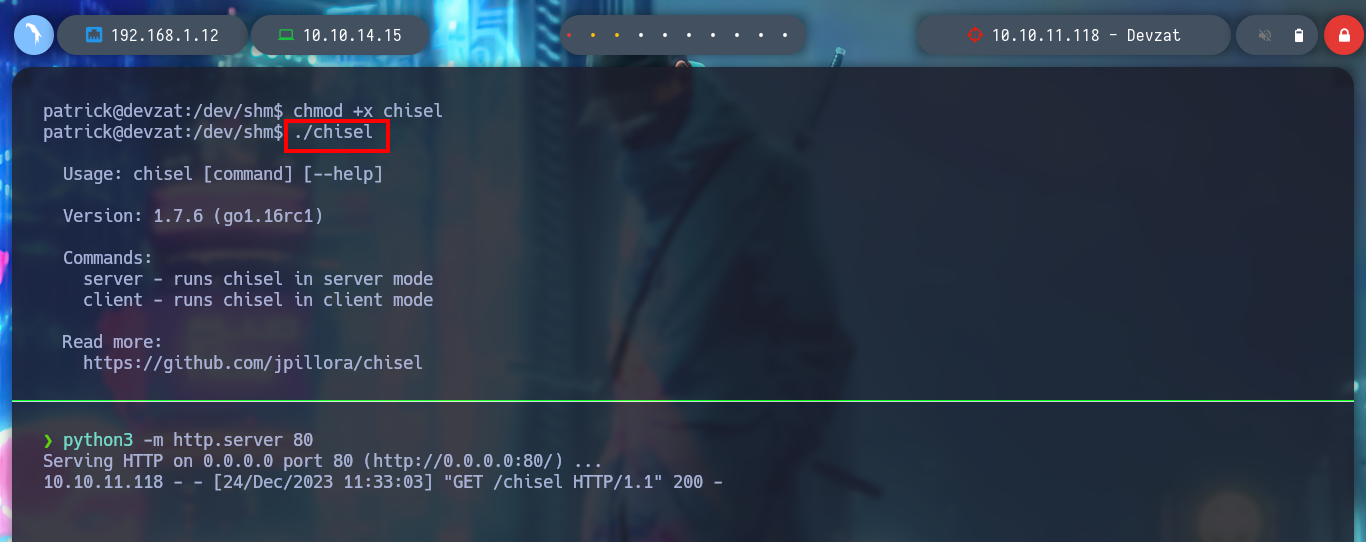 192.168.1.12
10.10.14.15
10.10.11.118 - Devzat
patrick@devzat:/dev/shm$ chmod +x chisel
patrick@devzat:/dev/shm$ ./chisel
Usage: chisel [command] [--help]
Version: 1.7.6 (go1.16rc1)
Commands:
server - runs chisel in server mode
client - runs chisel in client mode
Read more:
https://github.com/jpillora/chisel
❯ python3 -m http.server 80
Serving HTTP on 0.0.0.0 port 80 (http://0.0.0.0:80/) ...
10.10.11.118 - - [24/Dec/2023 11:33:03] "GET /chisel HTTP/1.1" 200 -